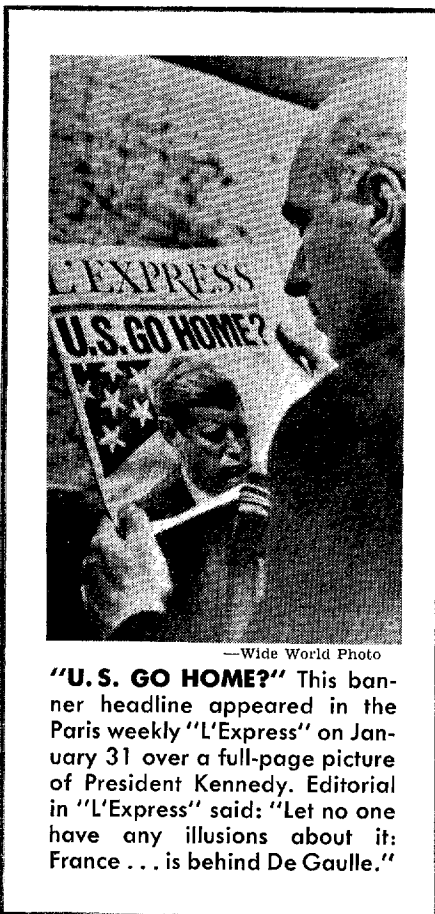 L'EXPRESS
U.S. GO HOME?
—Wide World Photo
"U. S. GO HOME?" This ban-
ner headline appeared in the
Paris weekly "L'Express" on Jan-
uary 31 over a full-page picture
of President Kennedy. Editorial
in "L'Express" said: "Let no one
have any illusions about it:
France . . . is behind De Gaulle."